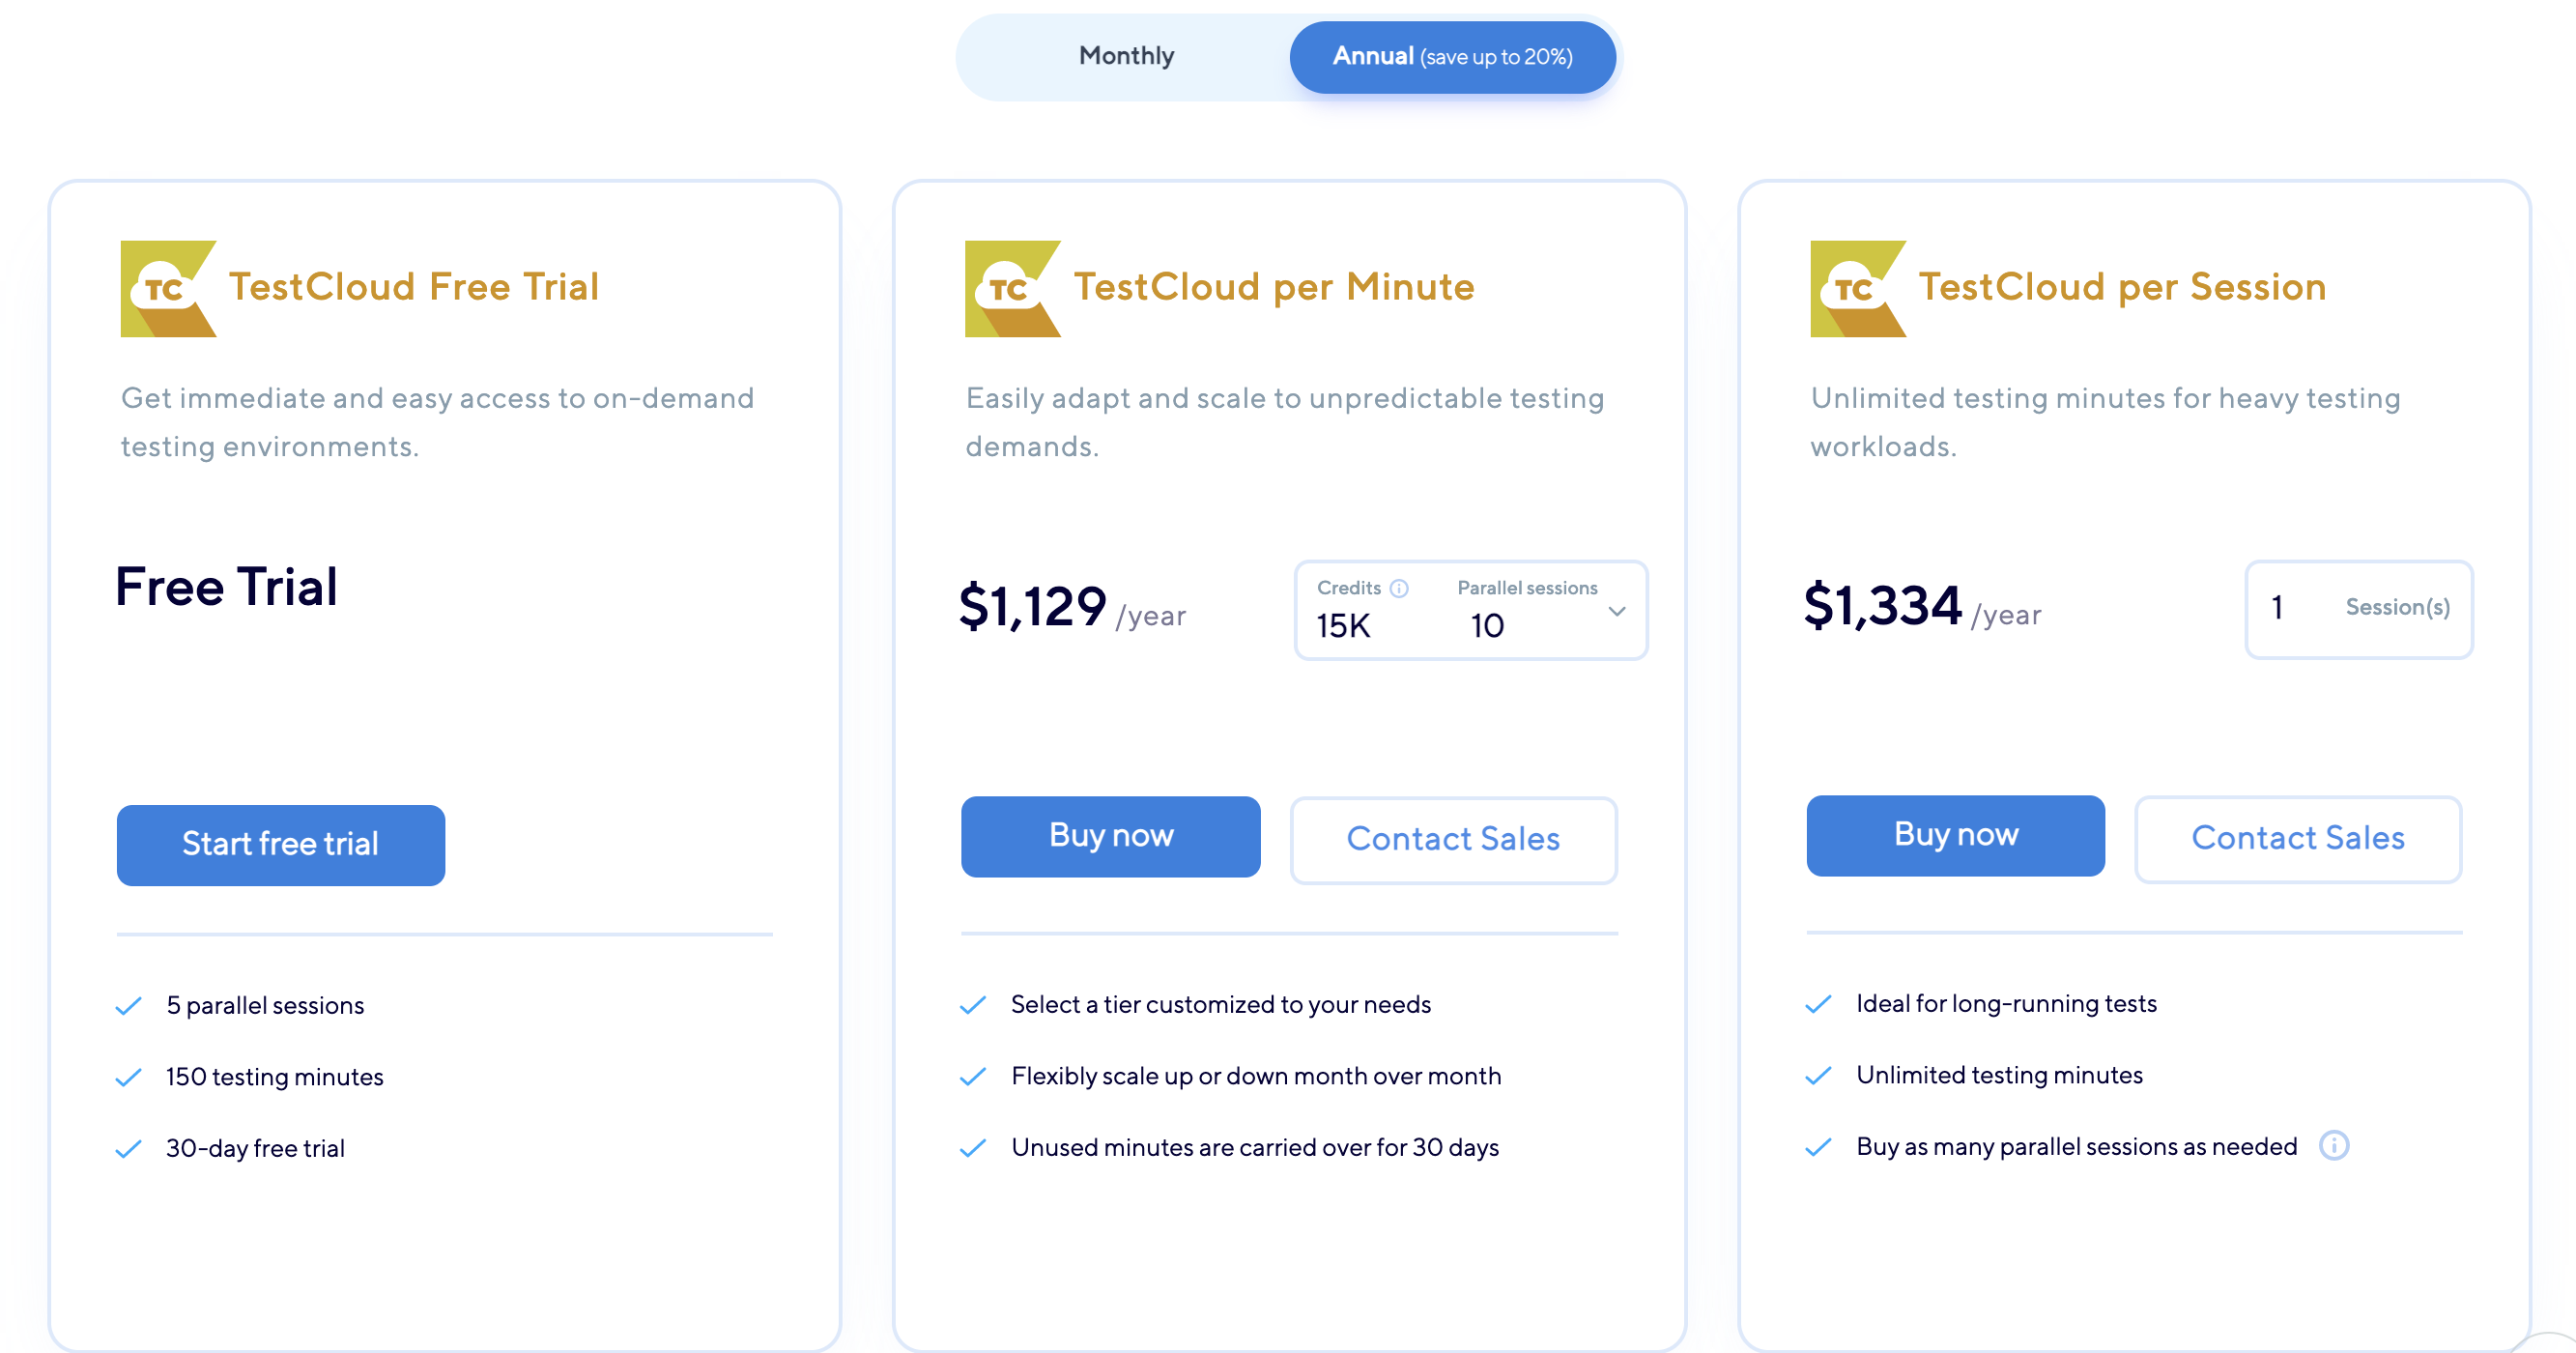 Monthly
Annual (save up to 20%)
TC
TestCloud Free Trial
Get immediate and easy access to on-demand
testing environments.
Free Trial
Start free trial
5 parallel sessions
150 testing minutes
30-day free trial
TC
TestCloud per Minute
Easily adapt and scale to unpredictable testing
demands.
$1,129 /year
Credits
Parallel sessions
15K
10
Buy now
Contact Sales
Select a tier customized to your needs
Flexibly scale up or down month over month
Unused minutes are carried over for 30 days
TC
TestCloud per Session
Unlimited testing minutes for heavy testing
workloads.
$1,334 /year
1
Session(s)
Buy now
Contact Sales
Ideal for long-running tests
Unlimited testing minutes
Buy as many parallel sessions as needed